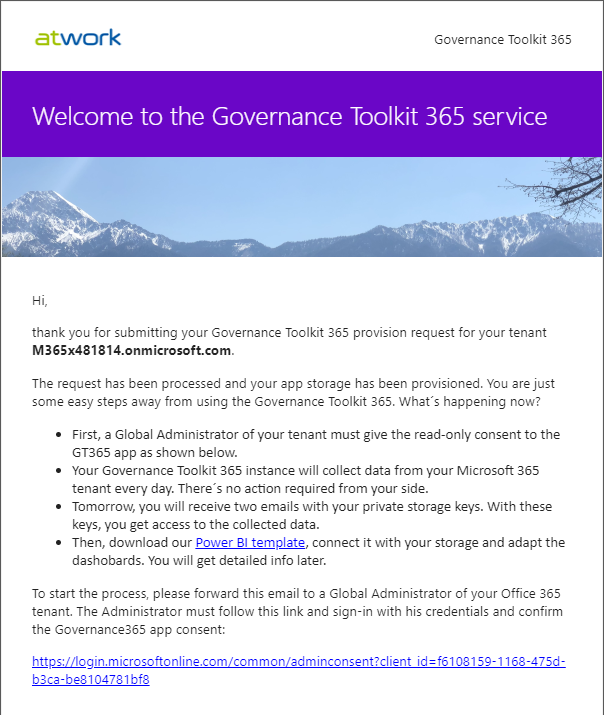 atwork
Governance Toolkit 365
Welcome to the Governance Toolkit 365 service
Hi,
thank you for submitting your Governance Toolkit 365 provision request for your tenant
M365x481814.onmicrosoft.com.
The request has been processed and your app storage has been provisioned. You are just
some easy steps away from using the Governance Toolkit 365. What´s happening now?
• First, a Global Administrator of your tenant must give the read-only consent to the
GT365 app as shown below.
• Your Governance Toolkit 365 instance will collect data from your Microsoft 365
tenant every day. There´s no action required from your side.
• Tomorrow, you will receive two emails with your private storage keys. With these
keys, you get access to the collected data.
• Then, download our Power BI template, connect it with your storage and adapt the
dashobards. You will get detailed info later.
To start the process, please forward this email to a Global Administrator of your Office 365
tenant. The Administrator must follow this link and sign-in with his credentials and confirm
the Governance365 app consent:
https://login.microsoftonline.com/common/adminconsent?client_id=f6108159-1168-475d-
b3ca-be8104781bf8